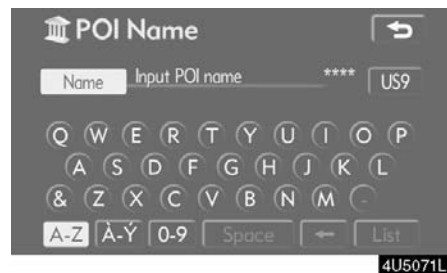 POI Name
Name Input POI name **** US9
Q W E R T Y U I O P
A S D F G H J K L
& Z X C V B N M -
A-Z À-Ý 0-9 Space ← List
4U5071L